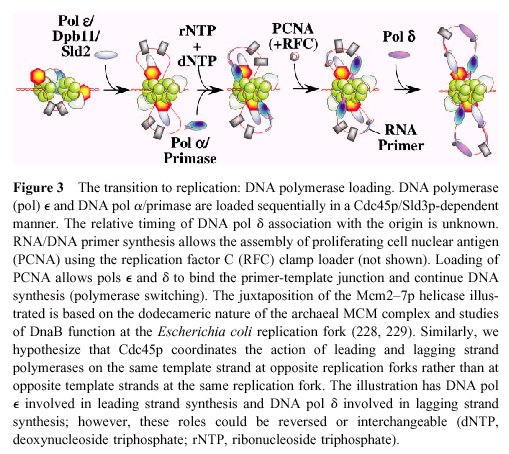 Pol ε/
Dpb11/
Sld2
rNTP
+
dNTP
Pol α/
Primase
PCNA
(+RFC)
Pol δ
RNA
Primer
Figure 3 The transition to replication: DNA polymerase loading. DNA polymerase
(pol) ϵ and DNA pol α/primase are loaded sequentially in a Cdc45p/Sld3p-dependent
manner. The relative timing of DNA pol δ association with the origin is unknown.
RNA/DNA primer synthesis allows the assembly of proliferating cell nuclear antigen
(PCNA) using the replication factor C (RFC) clamp loader (not shown). Loading of
PCNA allows pols ϵ and δ to bind the primer-template junction and continue DNA
synthesis (polymerase switching). The juxtaposition of the Mcm2–7p helicase illus-
trated is based on the dodecameric nature of the archaeal MCM complex and studies
of DnaB function at the Escherichia coli replication fork (228, 229). Similarly, we
hypothesize that Cdc45p coordinates the action of leading and lagging strand
polymerases on the same template strand at opposite replication forks rather than at
opposite template strands at the same replication fork. The illustration has DNA pol
ϵ involved in leading strand synthesis and DNA pol δ involved in lagging strand
synthesis; however, these roles could be reversed or interchangeable (dNTP,
deoxynucleoside triphosphate; rNTP, ribonucleoside triphosphate).